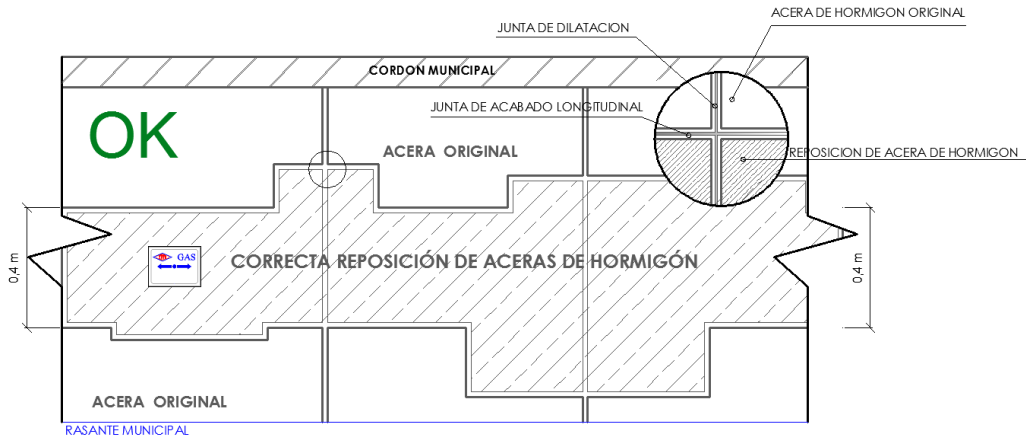 ACERA DE HORMIGON ORIGINAL
JUNTA DE DILATACION
CORDON MUNICIPAL
JUNTA DE ACABADO LONGITUDINAL
OK
ACERA ORIGINAL
REPOSICION DE ACERA DE HORMIGON
GAS
CORRECTA REPOSICIÓN DE ACERAS DE HORMIGÓN
0,4 m
0,4 m
ACERA ORIGINAL
RASANTE MUNICIPAL